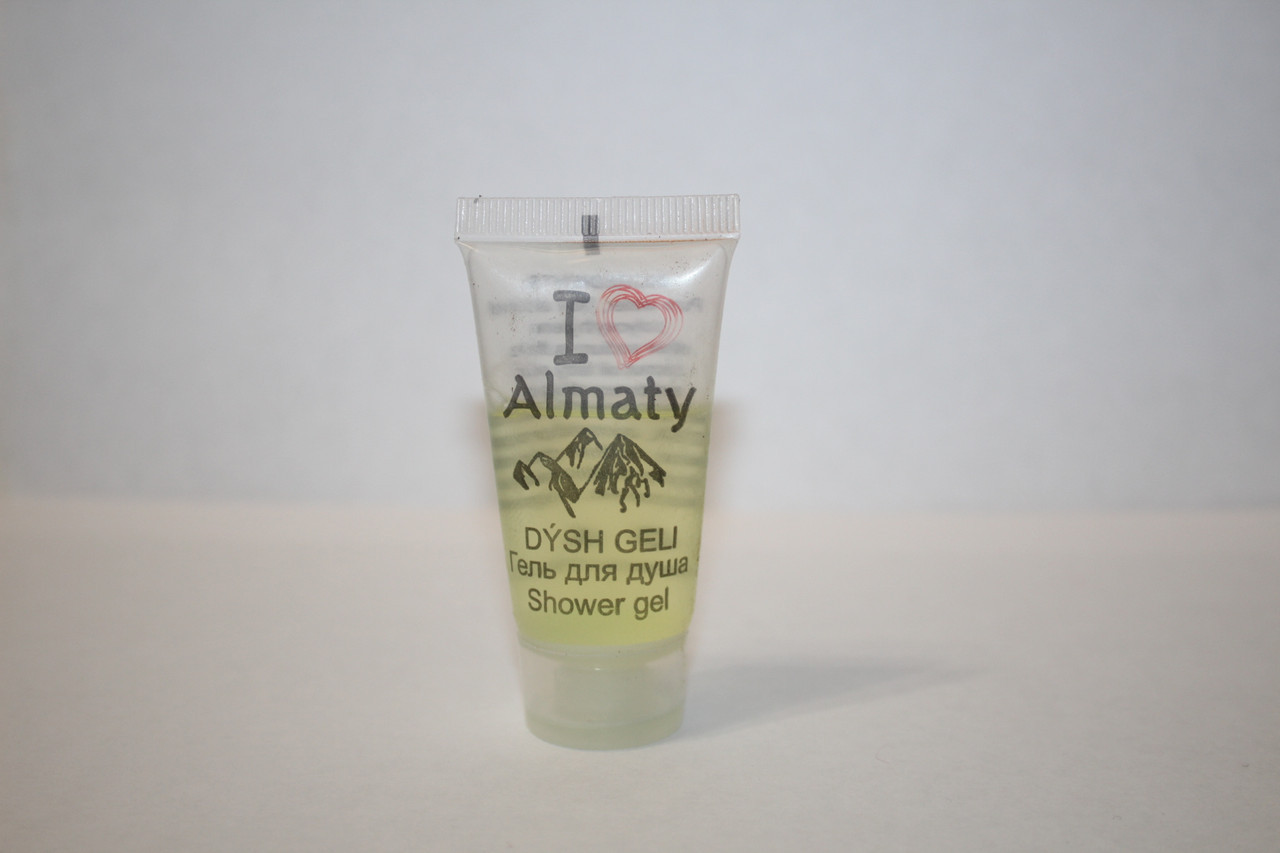 I
Almaty
DÝSH GELI
Гель для душа
Shower gel